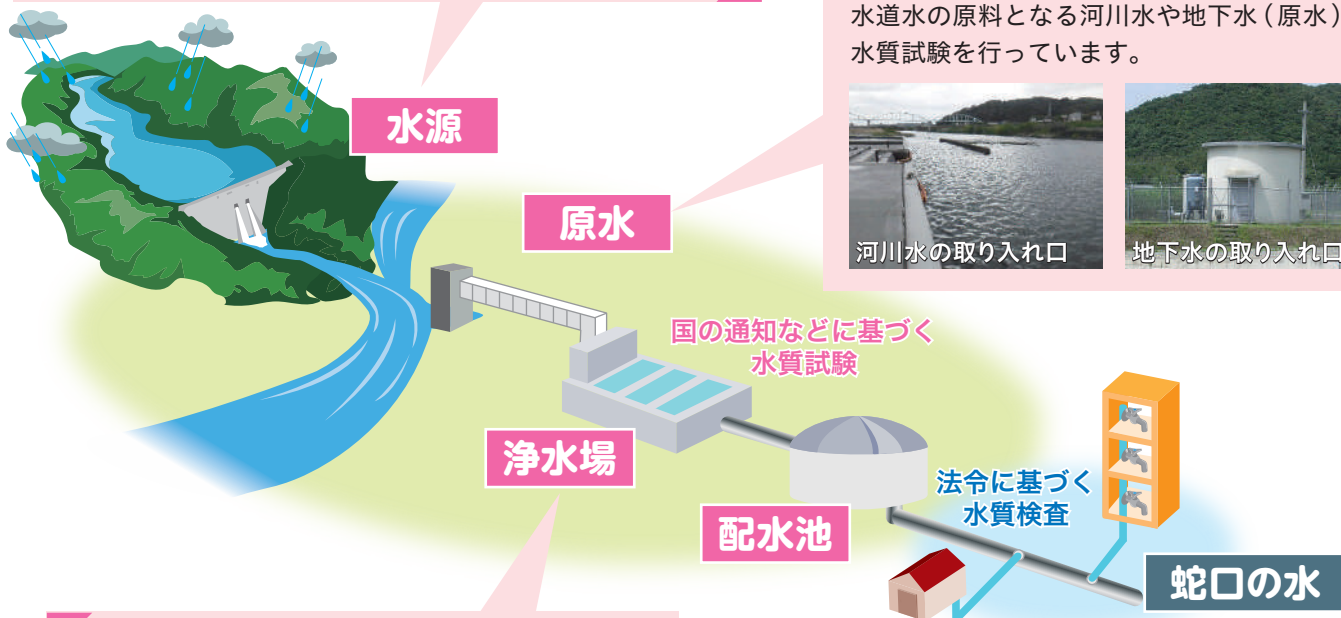 水道水の原料となる河川水や地下水(原水)
水質試験を行っています。
水源
原水
河川水の取り入れ口
地下水の取り入れ口
国の通知などに基づく
水質試験
浄水場
配水池
法令に基づく
水質検査
蛇口の水